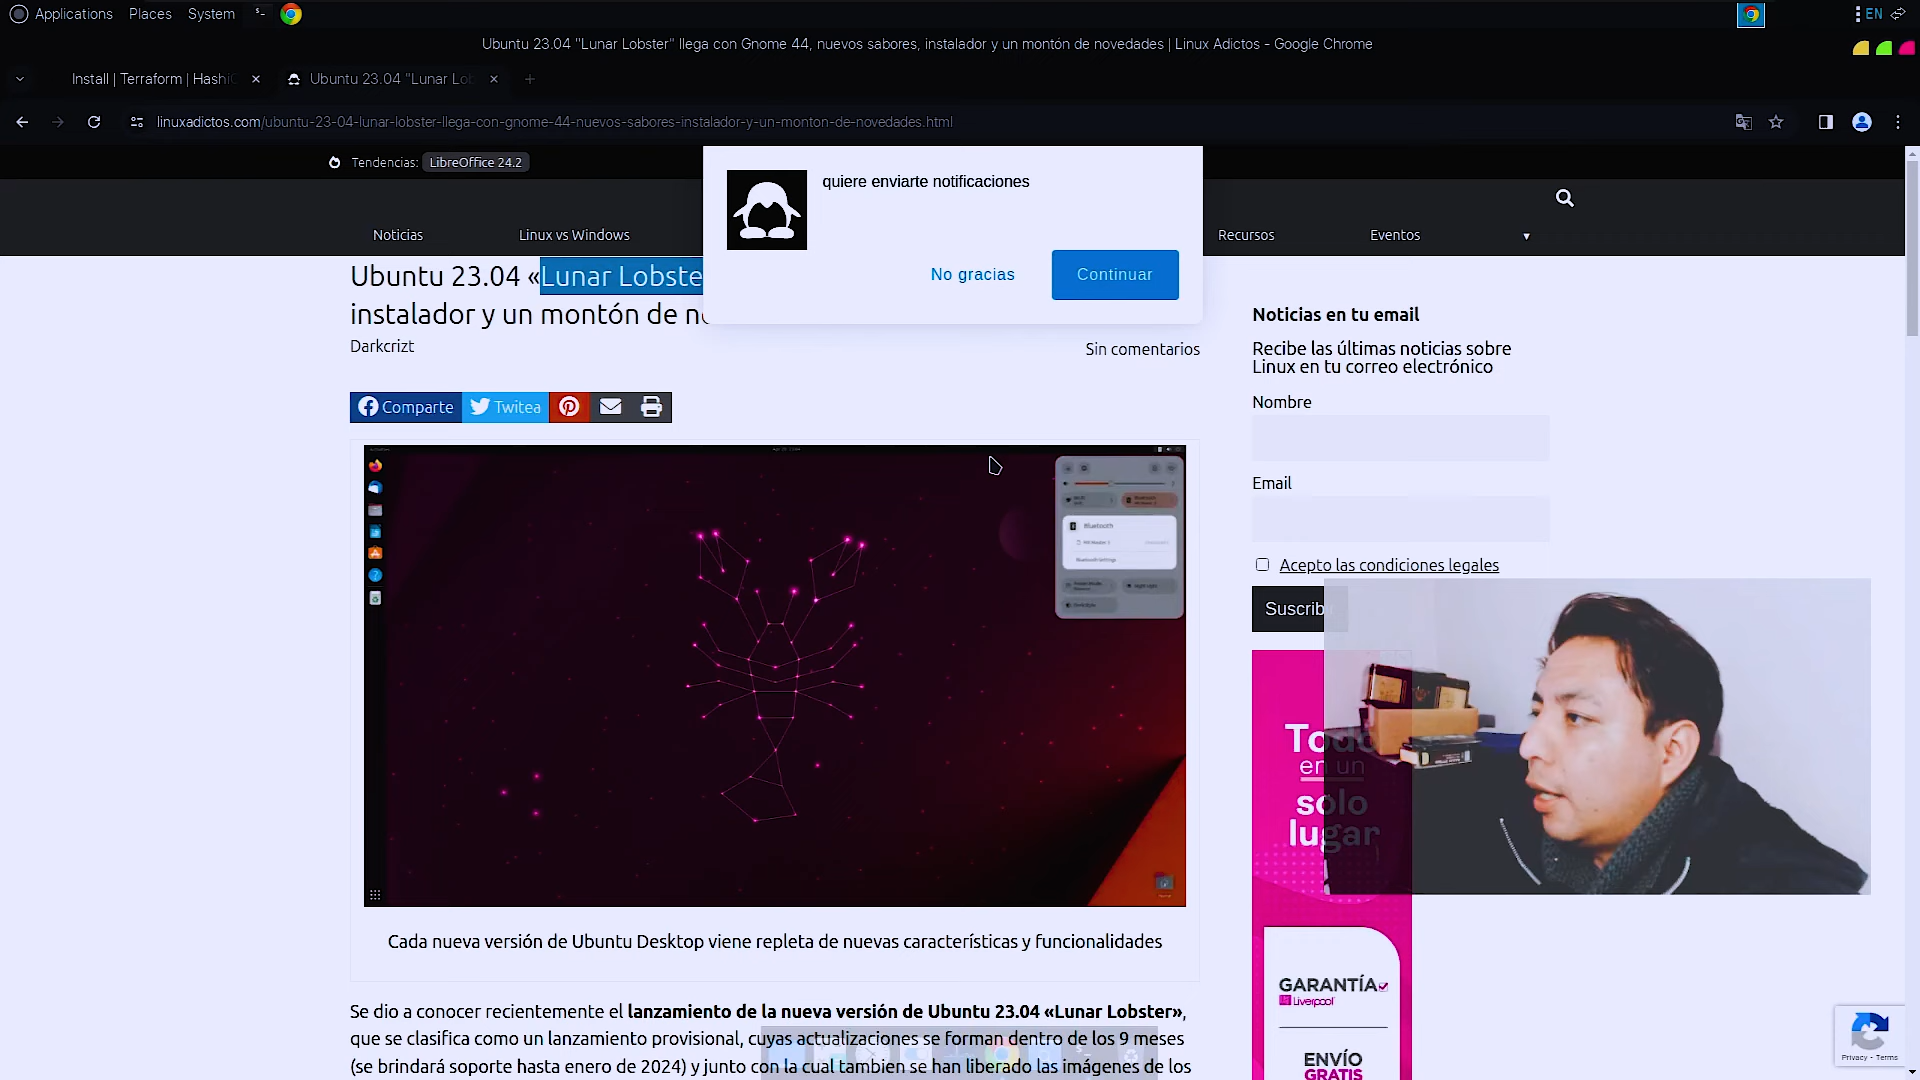 Applications Places System
EN
Ubuntu 23.04 "Lunar Lobster" llega con Gnome 44, nuevos sabores, instalador y un montón de novedades | Linux Adictos - Google Chrome
Install | Terraform | HashiC
Ubuntu 23.04 "Lunar Lob
linuxadictos.com/ubuntu-23-04-lunar-lobster-llega-con-gnome-44-nuevos-sabores-instalador-y-un-monton-de-novedades.html
Tendencias: LibreOffice 24.2
quiere enviarte notificaciones
No gracias
Continuar
Noticias
Linux vs Windows
Recursos
Eventos
Ubuntu 23.04 «Lunar Lobste
instalador y un montón de
Darkcrizt
Sin comentarios
Comparte
Twitea
Bluetooth
Cada nueva versión de Ubuntu Desktop viene repleta de nuevas características y funcionalidades
Se dio a conocer recientemente el lanzamiento de la nueva versión de Ubuntu 23.04 «Lunar Lobster»,
que se clasifica como un lanzamiento provisional, cuyas actualizaciones se forman dentro de los 9 meses
(se brindará soporte hasta enero de 2024) y junto con la cual tambien se han liberado las imágenes de los
Noticias en tu email
Recibe las últimas noticias sobre
Linux en tu correo electrónico
Nombre
Email
Acepto las condiciones legales
Suscrib
Todo
en un
solo
lugar
GARANTÍA
Liverpool
ENVÍO
GRATIS
Privacy - Terms